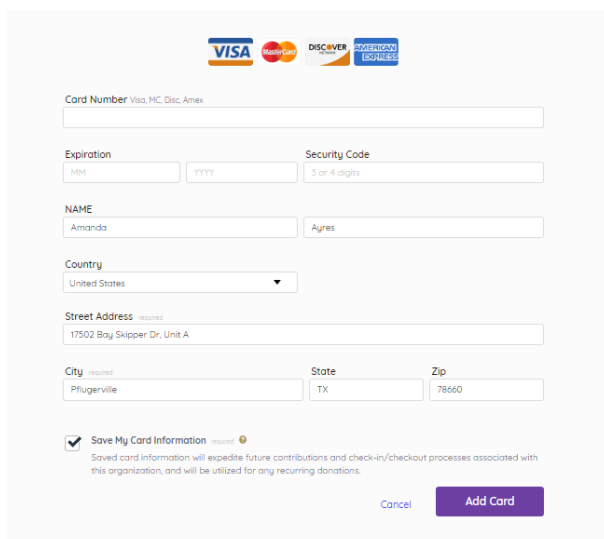 VISA MasterCard DISCOVER NETWORK AMERICAN EXPRESS
Card Number Visa, MC, Disc, Amex
Expiration Security Code
MM YYYY 3 or 4 digits
NAME
Amanda Ayres
Country
United States
Street Address required
17502 Bay Skipper Dr, Unit A
City required State Zip
Pflugerville TX 78660
Save My Card Information required ?
Saved card information will expedite future contributions and check-in/checkout processes associated with
this organization, and will be utilized for any recurring donations.
Cancel Add Card